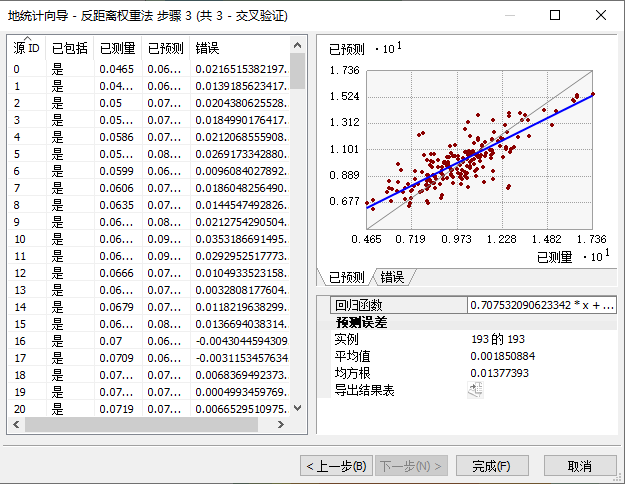 地统计向导 - 反距离权重法 步骤 3 (共 3 - 交叉验证)
源 ID 已包括 已测量 已预测 错误
0 是 0.0465 0.06... 0.0216515382197...
1 是 0.04... 0.06... 0.0139185623417...
2 是 0.05 0.07... 0.0204380625528...
3 是 0.05... 0.07... 0.0184990176417...
4 是 0.0586 0.07... 0.0212068555908...
5 是 0.05... 0.08... 0.0269173342880...
6 是 0.0599 0.06... 0.0096084027892...
7 是 0.0606 0.07... 0.0186048256490...
8 是 0.0635 0.07... 0.0144547492826...
9 是 0.06... 0.08... 0.0212754290504...
10 是 0.06... 0.09... 0.0353186691495...
11 是 0.06... 0.09... 0.0292952517773...
12 是 0.0666 0.07... 0.0104933523158...
13 是 0.06... 0.07... 0.0032808177604...
14 是 0.0679 0.07... 0.0118219638299...
15 是 0.06... 0.08... 0.0136694038314...
16 是 0.07 0.06... -0.0043044594309...
17 是 0.0709 0.06... -0.0031153457634...
18 是 0.07... 0.07... 0.0068369492373...
19 是 0.07... 0.07... 0.0004993459769...
20 是 0.0719 0.07... 0.0066529510975...
已预测 ·10¹
1.736
1.524
1.312
1.101
0.889
0.677
0.465 0.719 0.973 1.228 1.482 1.736
已测量 ·10¹
已预测 错误
回归函数 0.707532090623342 * x + ...
预测误差
实例 193 的 193
平均值 0.001850884
均方根 0.01377393
导出结果表
< 上一步(B) 下一步(N) > 完成(F) 取消